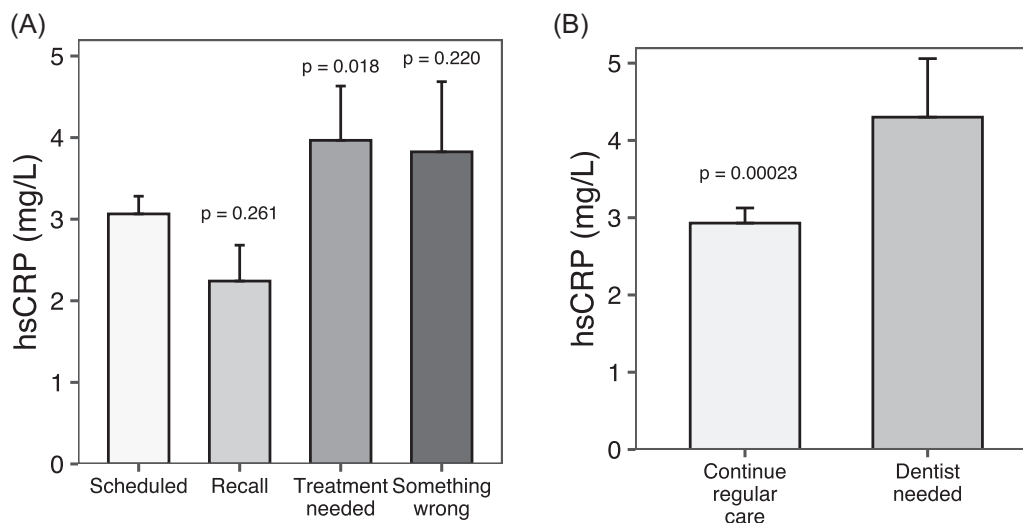 (A)
hsCRP (mg/L)
5
4
3
2
1
0
p = 0.261
p = 0.018
p = 0.220
Scheduled
Recall
Treatment
needed
Something
wrong
(B)
hsCRP (mg/L)
5
4
3
2
1
0
p = 0.00023
Continue
regular
care
Dentist
needed